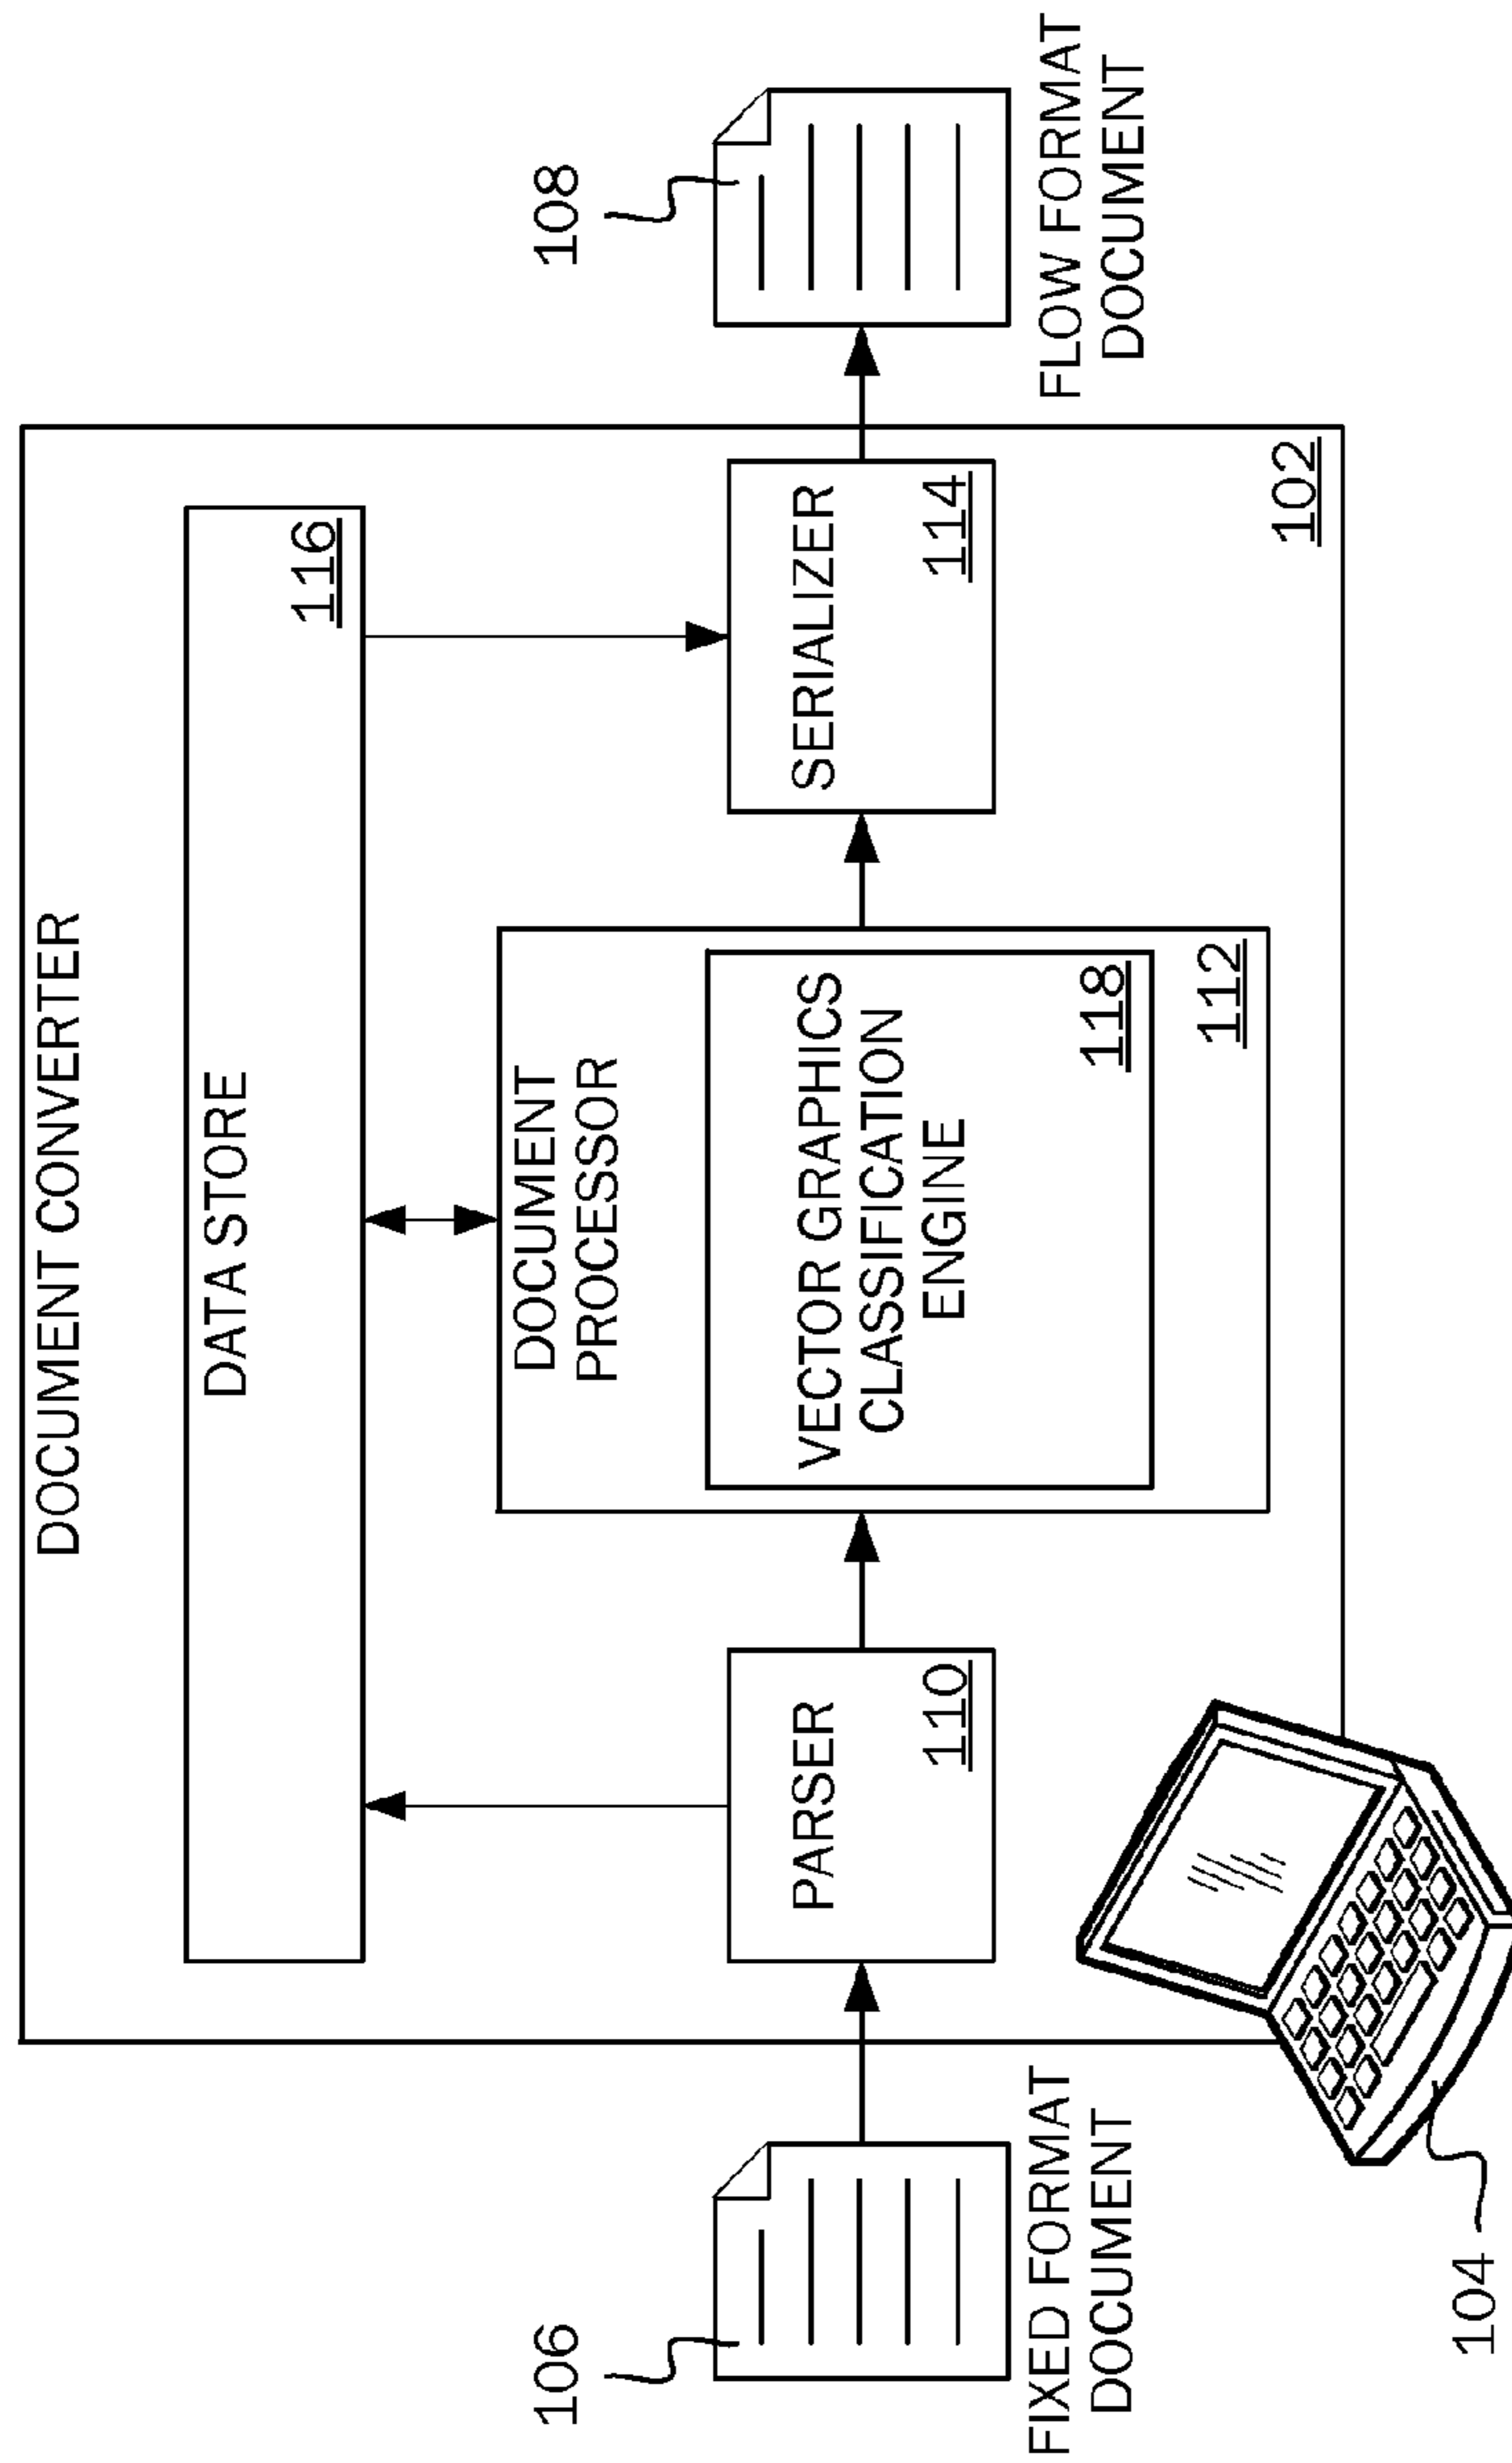 DOCUMENT CONVERTER
DATA STORE
116
106
FIXED FORMAT
DOCUMENT
PARSER
110
DOCUMENT
PROCESSOR
VECTOR GRAPHICS
CLASSIFICATION
ENGINE
118
112
SERIALIZER
114
102
108
FLOW FORMAT
DOCUMENT
104